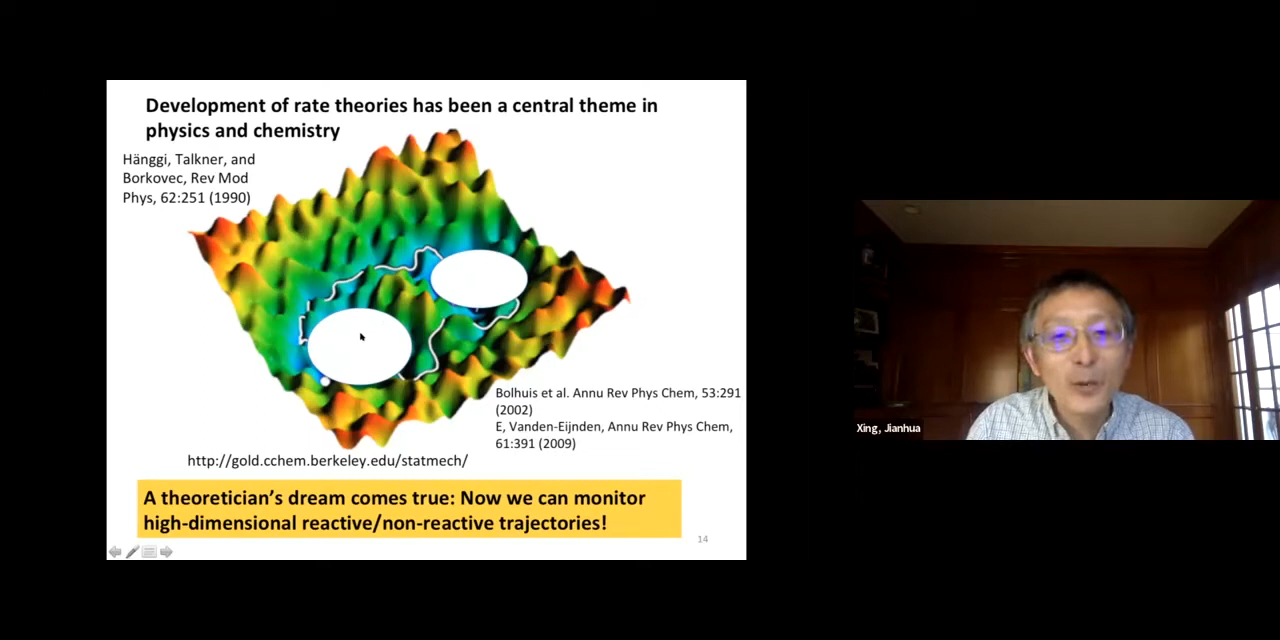 Development of rate theories has been a central theme in
physics and chemistry
Hänggi, Talkner, and
Borkovec, Rev Mod
Phys, 62:251 (1990)
Bolhuis et al. Annu Rev Phys Chem, 53:291
(2002)
E, Vanden-Eijnden, Annu Rev Phys Chem,
61:391 (2009)
http://gold.cchem.berkeley.edu/statmech/
A theoretician's dream comes true: Now we can monitor
high-dimensional reactive/non-reactive trajectories!
14
Xing, Jianhua